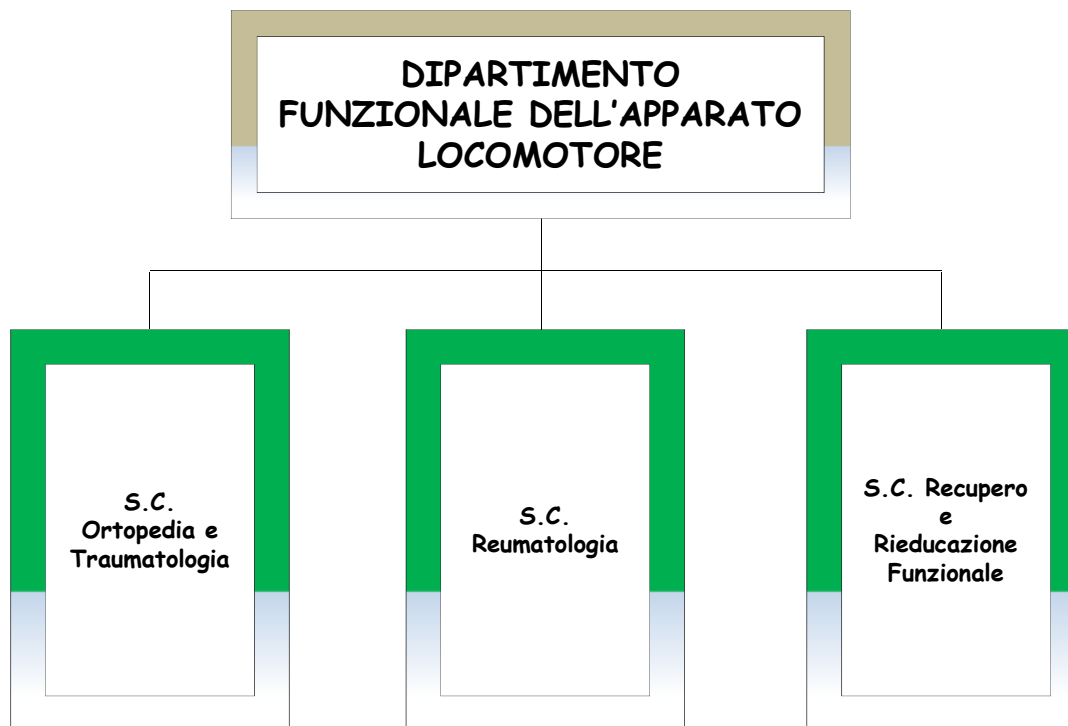 DIPARTIMENTO
FUNZIONALE DELL’APPARATO
LOCOMOTORE
S.C.
Ortopedia e
Traumatologia
S.C.
Reumatologia
S.C. Recupero
e
Rieducazione
Funzionale